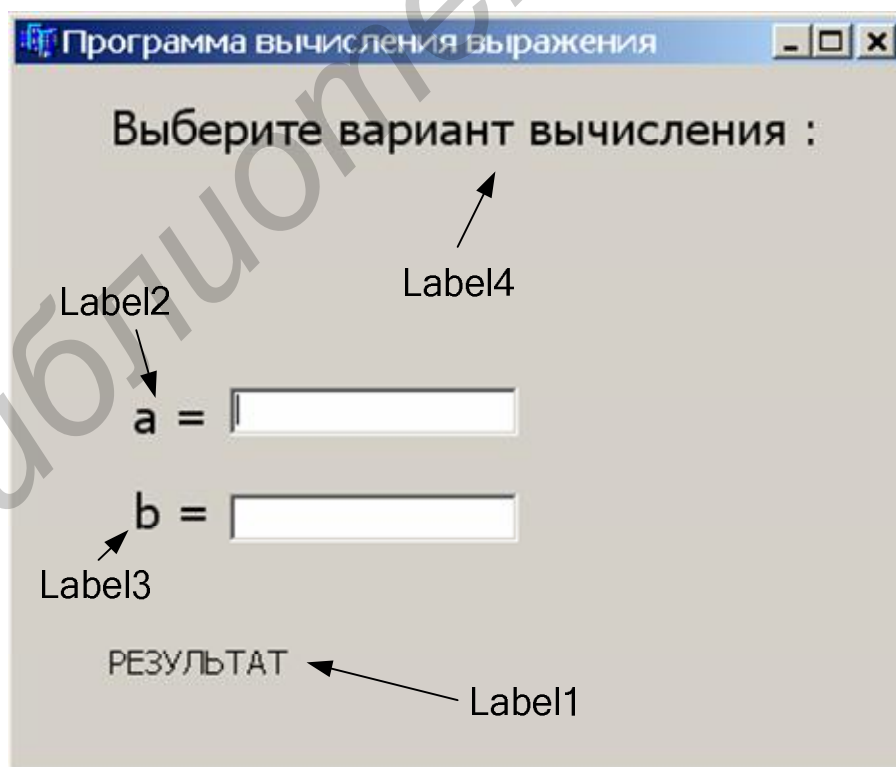 Программа вычисления выражения
Выберите вариант вычисления :
Label4
Label2
a =
b =
Label3
РЕЗУЛЬТАТ
Label1